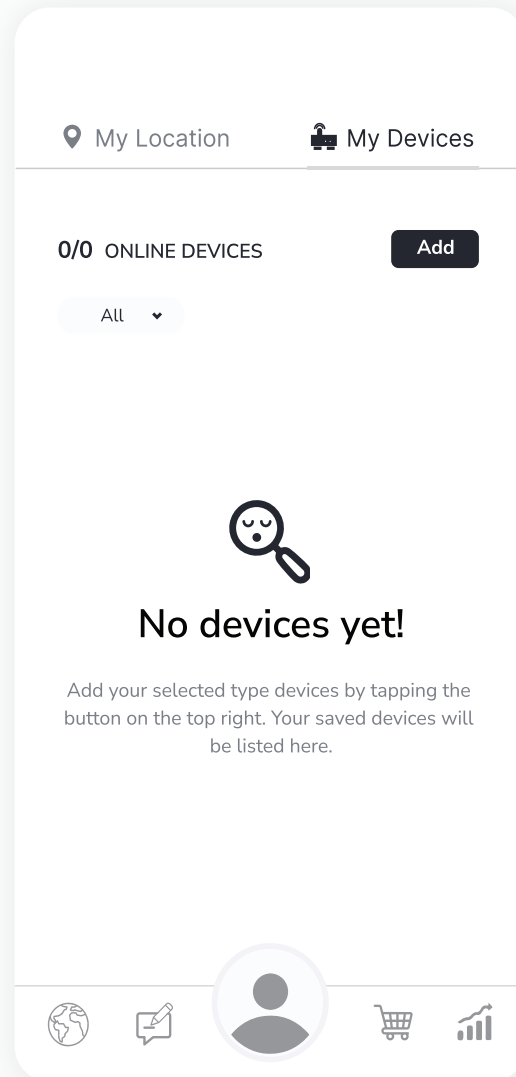 My Location
My Devices
0/0 ONLINE DEVICES
Add
All
No devices yet!
Add your selected type devices by tapping the
button on the top right. Your saved devices will
be listed here.